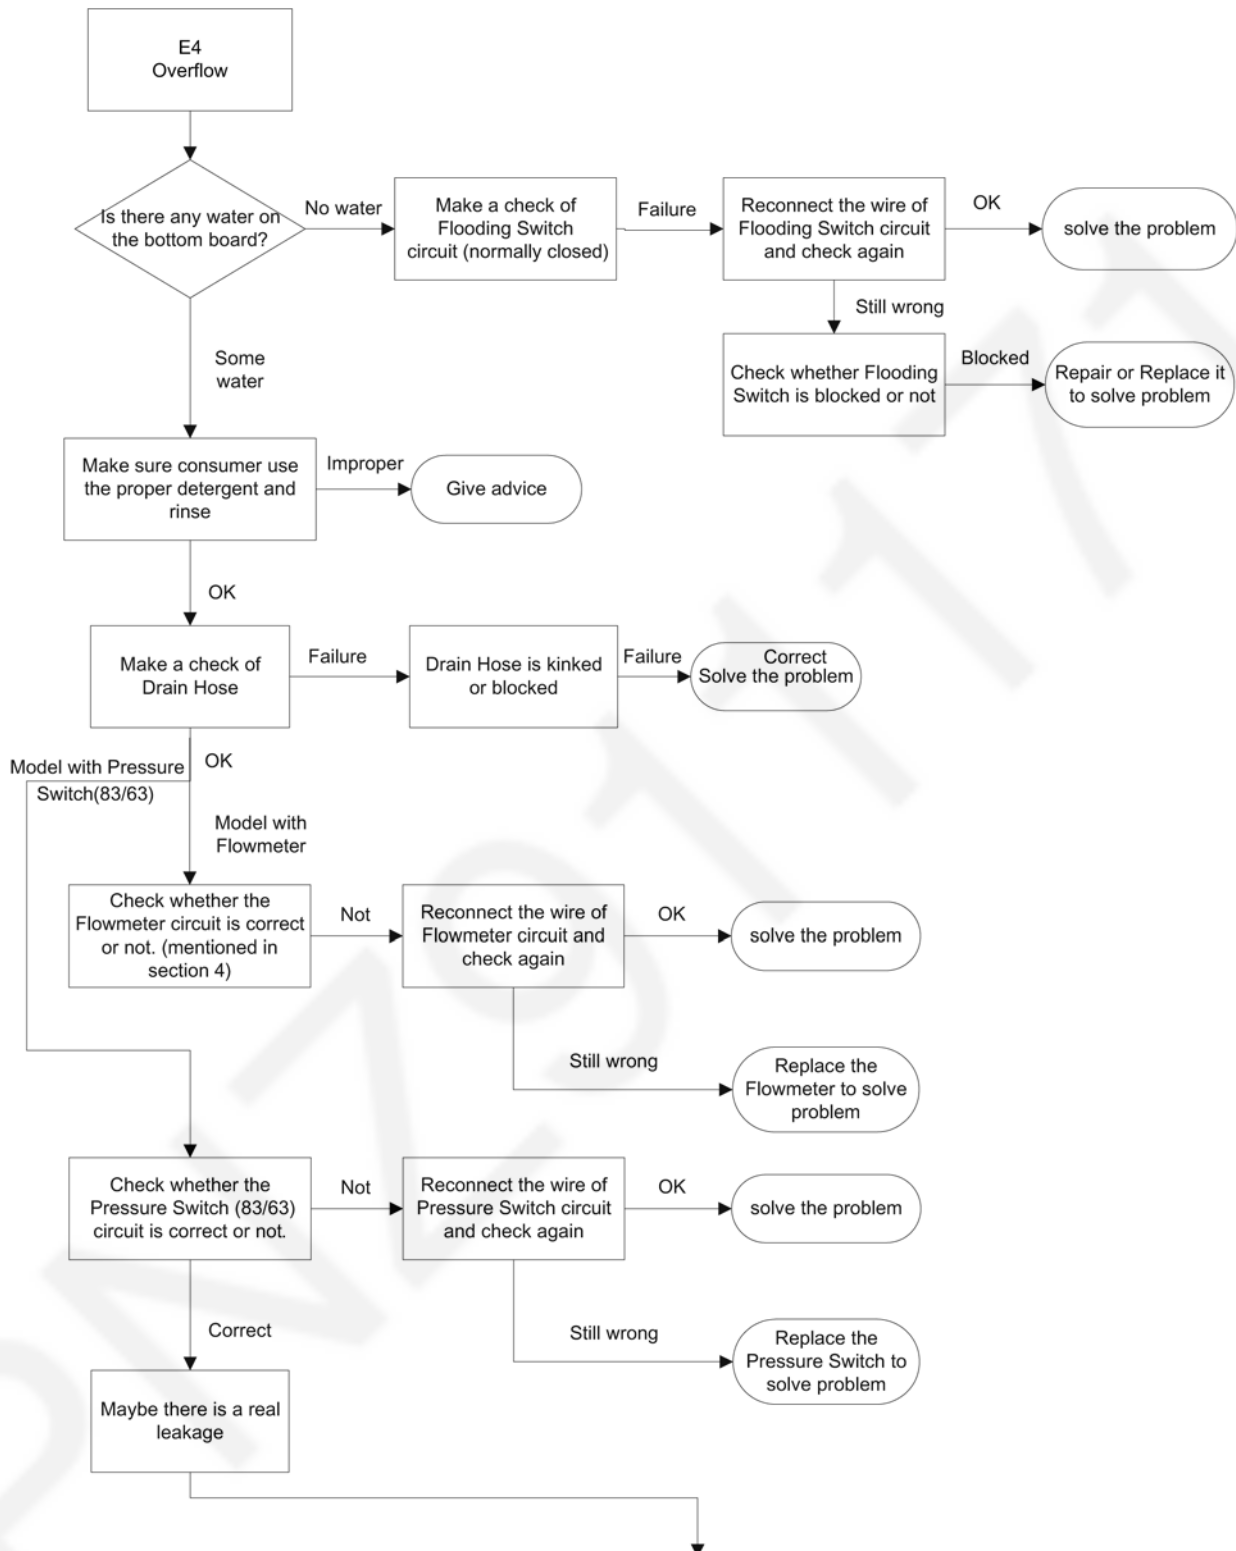 E4
Overflow
Is there any water on
the bottom board?
No water
Make a check of
Flooding Switch
circuit (normally closed)
Failure
Reconnect the wire of
Flooding Switch circuit
and check again
OK
solve the problem
Still wrong
Check whether Flooding
Switch is blocked or not
Blocked
Repair or Replace it
to solve problem
Some
water
Make sure consumer use
the proper detergent and
rinse
Improper
Give advice
OK
Make a check of
Drain Hose
Failure
Drain Hose is kinked
or blocked
Failure
Correct
Solve the problem
OK
Model with Pressure
Switch(83/63)
Model with
Flowmeter
Check whether the
Flowmeter circuit is correct
or not. (mentioned in
section 4)
Not
Reconnect the wire of
Flowmeter circuit and
check again
OK
solve the problem
Still wrong
Replace the
Flowmeter to solve
problem
Check whether the
Pressure Switch (83/63)
circuit is correct or not.
Not
Reconnect the wire of
Pressure Switch circuit
and check again
OK
solve the problem
Still wrong
Replace the
Pressure Switch to
solve problem
Correct
Maybe there is a real
leakage
PNZ911171